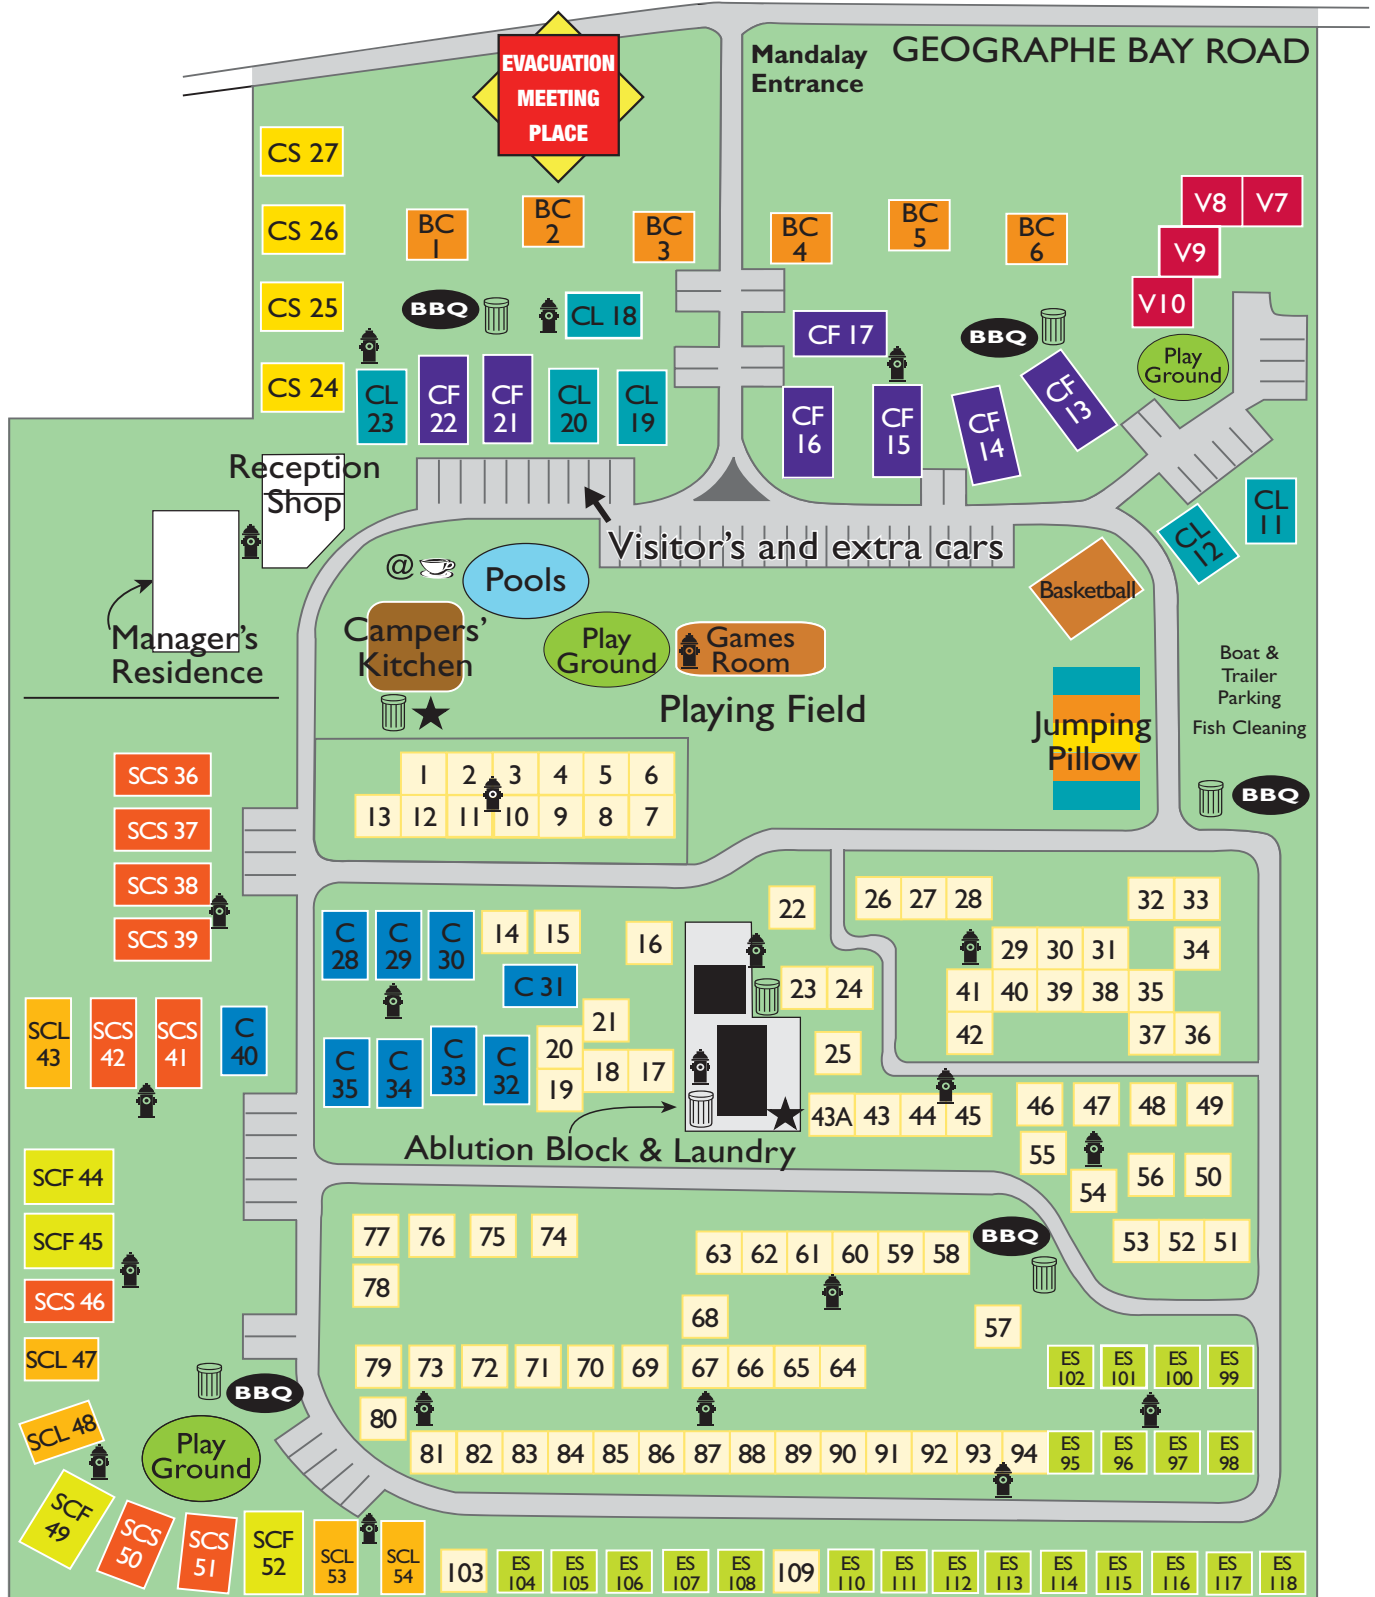 EVACUATION
MEETING
PLACE
Mandalay
Entrance
GEOGRAPHE BAY ROAD
CS 27
CS 26
CS 25
CS 24
BC
1
BC
2
BC
3
BC
4
BC
5
BC
6
V8
V7
V9
V10
BBQ
CL 18
CF 17
BBQ
Play
Ground
CL
23
CF
22
CF
21
CL
20
CL
19
CF
16
CF
15
CF
14
CF
13
CL
12
CL
11
Reception
Shop
Visitor's and extra cars
@
Pools
Basketball
Manager's
Residence
Campers'
Kitchen
Play
Ground
Games
Room
Playing Field
Boat &
Trailer
Parking
Fish Cleaning
Jumping
Pillow
BBQ
SCS 36
SCS 37
SCS 38
SCS 39
1
2
3
4
5
6
13
12
11
10
9
8
7
C
28
C
29
C
30
14
15
16
22
26
27
28
32
33
29
30
31
34
C 31
23
24
41
40
39
38
35
21
42
37
36
SCL
43
SCS
42
SCS
41
C
40
C
35
C
34
C
33
C
32
20
19
18
17
25
43A
43
44
45
46
47
48
49
Ablution Block & Laundry
55
54
56
50
53
52
51
SCF 44
SCF 45
SCS 46
SCL 47
77
76
75
74
78
63
62
61
60
59
58
BBQ
68
57
79
73
72
71
70
69
67
66
65
64
ES
102
ES
101
ES
100
ES
99
BBQ
80
SCL 48
Play
Ground
81
82
83
84
85
86
87
88
89
90
91
92
93
94
ES
95
ES
96
ES
97
ES
98
SCF
49
SCS
50
SCS
51
SCF
52
SCL
53
SCL
54
103
ES
104
ES
105
ES
106
ES
107
ES
108
109
ES
110
ES
111
ES
112
ES
113
ES
114
ES
115
ES
116
ES
117
ES
118